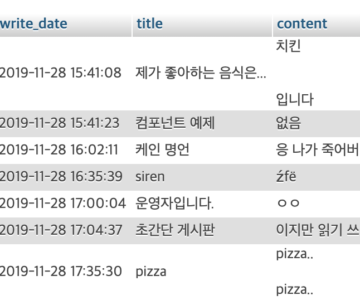 write_date title content
치킨
2019-11-28 15:41:08 제가 좋아하는 음식은...
입니다
2019-11-28 15:41:23 컴포넌트 예제 없음
2019-11-28 16:02:11 케인 명언 응 나가 죽어버
2019-11-28 16:35:39 siren źfë
2019-11-28 17:00:04 운영자입니다. ㅇㅇ
2019-11-28 17:04:37 초간단 게시판 이지만 읽기 쓰
pizza..
2019-11-28 17:35:30 pizza
pizza..